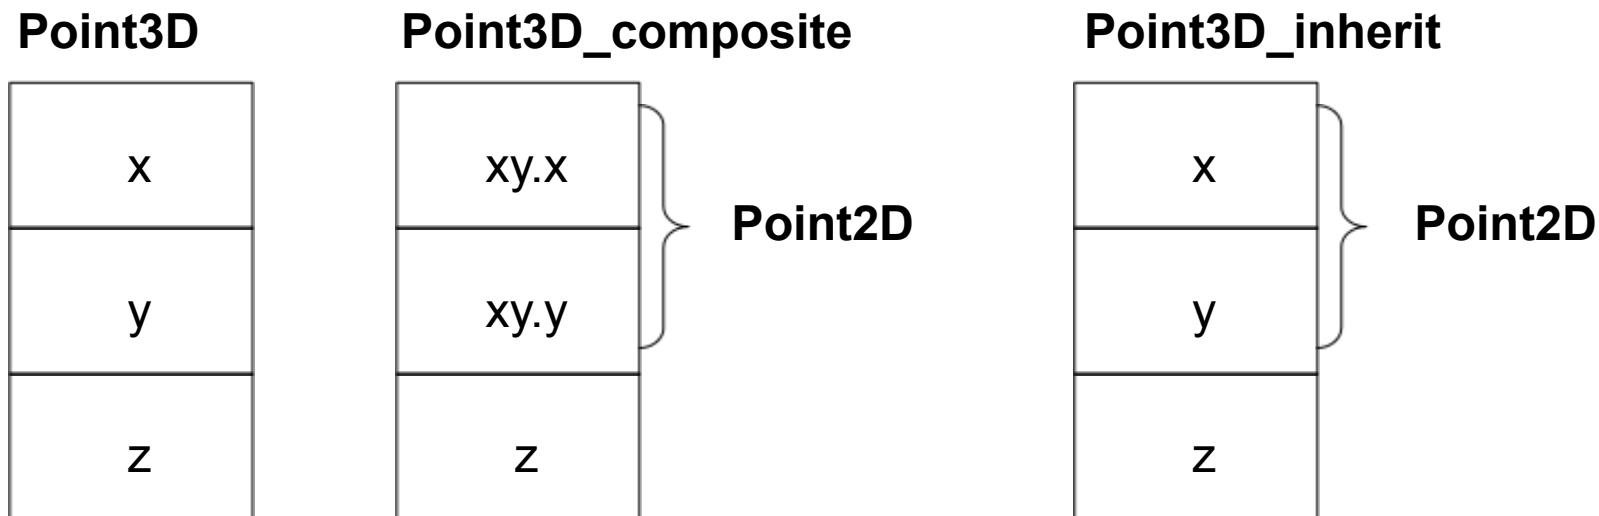 Point3D
Point3D_composite
Point3D_inherit
x
xy.x
x
Point2D
Point2D
y
xy.y
y
z
z
z